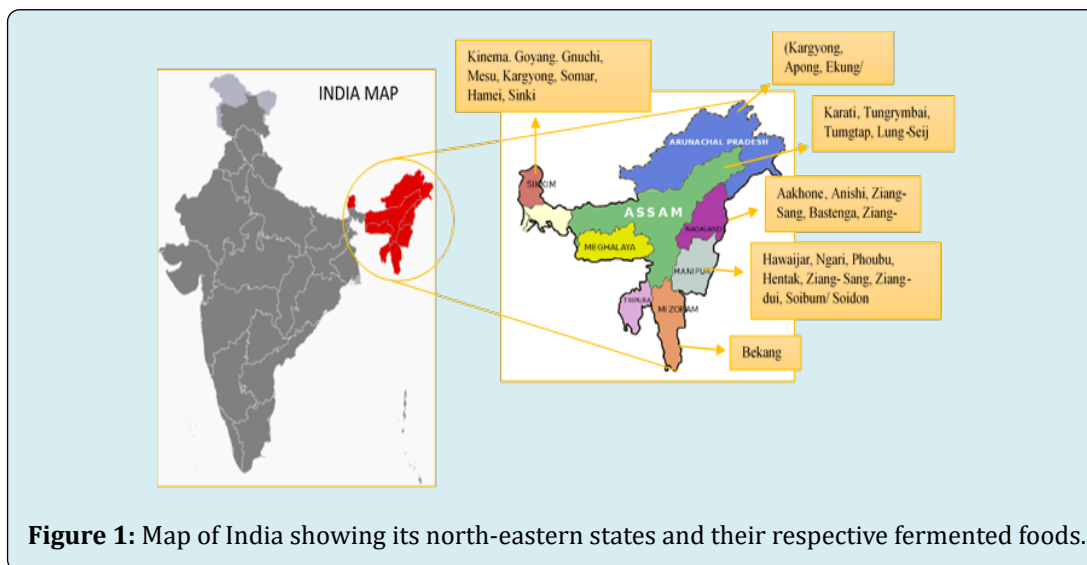 Kinema. Goyang. Gnuchi,
Mesu, Kargyong, Somar,
Hamei, Sinki
(Kargyong,
Apong, Ekung/
INDIA MAP
Karati, Tungrymbai,
Tumgtap, Lung-Seij
ARUNACHAL PRADESH
SIKKIM
Aakhone, Anishi, Ziang-
Sang, Bastenga, Ziang-
ASSAM
NAGALAND
MEGHALAYA
Hawaijar, Ngari, Phoubu,
Hentak, Ziang- Sang, Ziang-
dui, Soibum/ Soidon
MANIPUR
TRIPURA
MIZORAM
Bekang
Figure 1: Map of India showing its north-eastern states and their respective fermented foods.